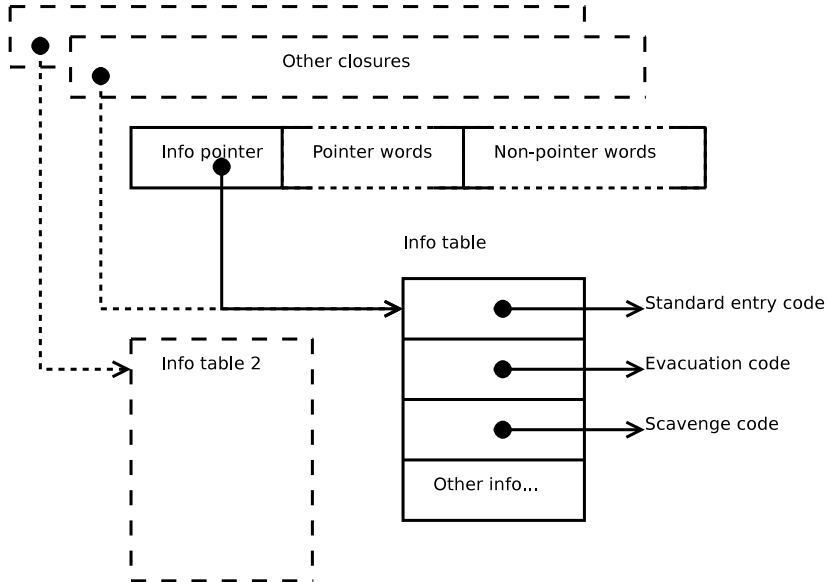 Other closures
Info pointer
Pointer words
Non-pointer words
Info table
Standard entry code
Info table 2
Evacuation code
Scavenge code
Other info...